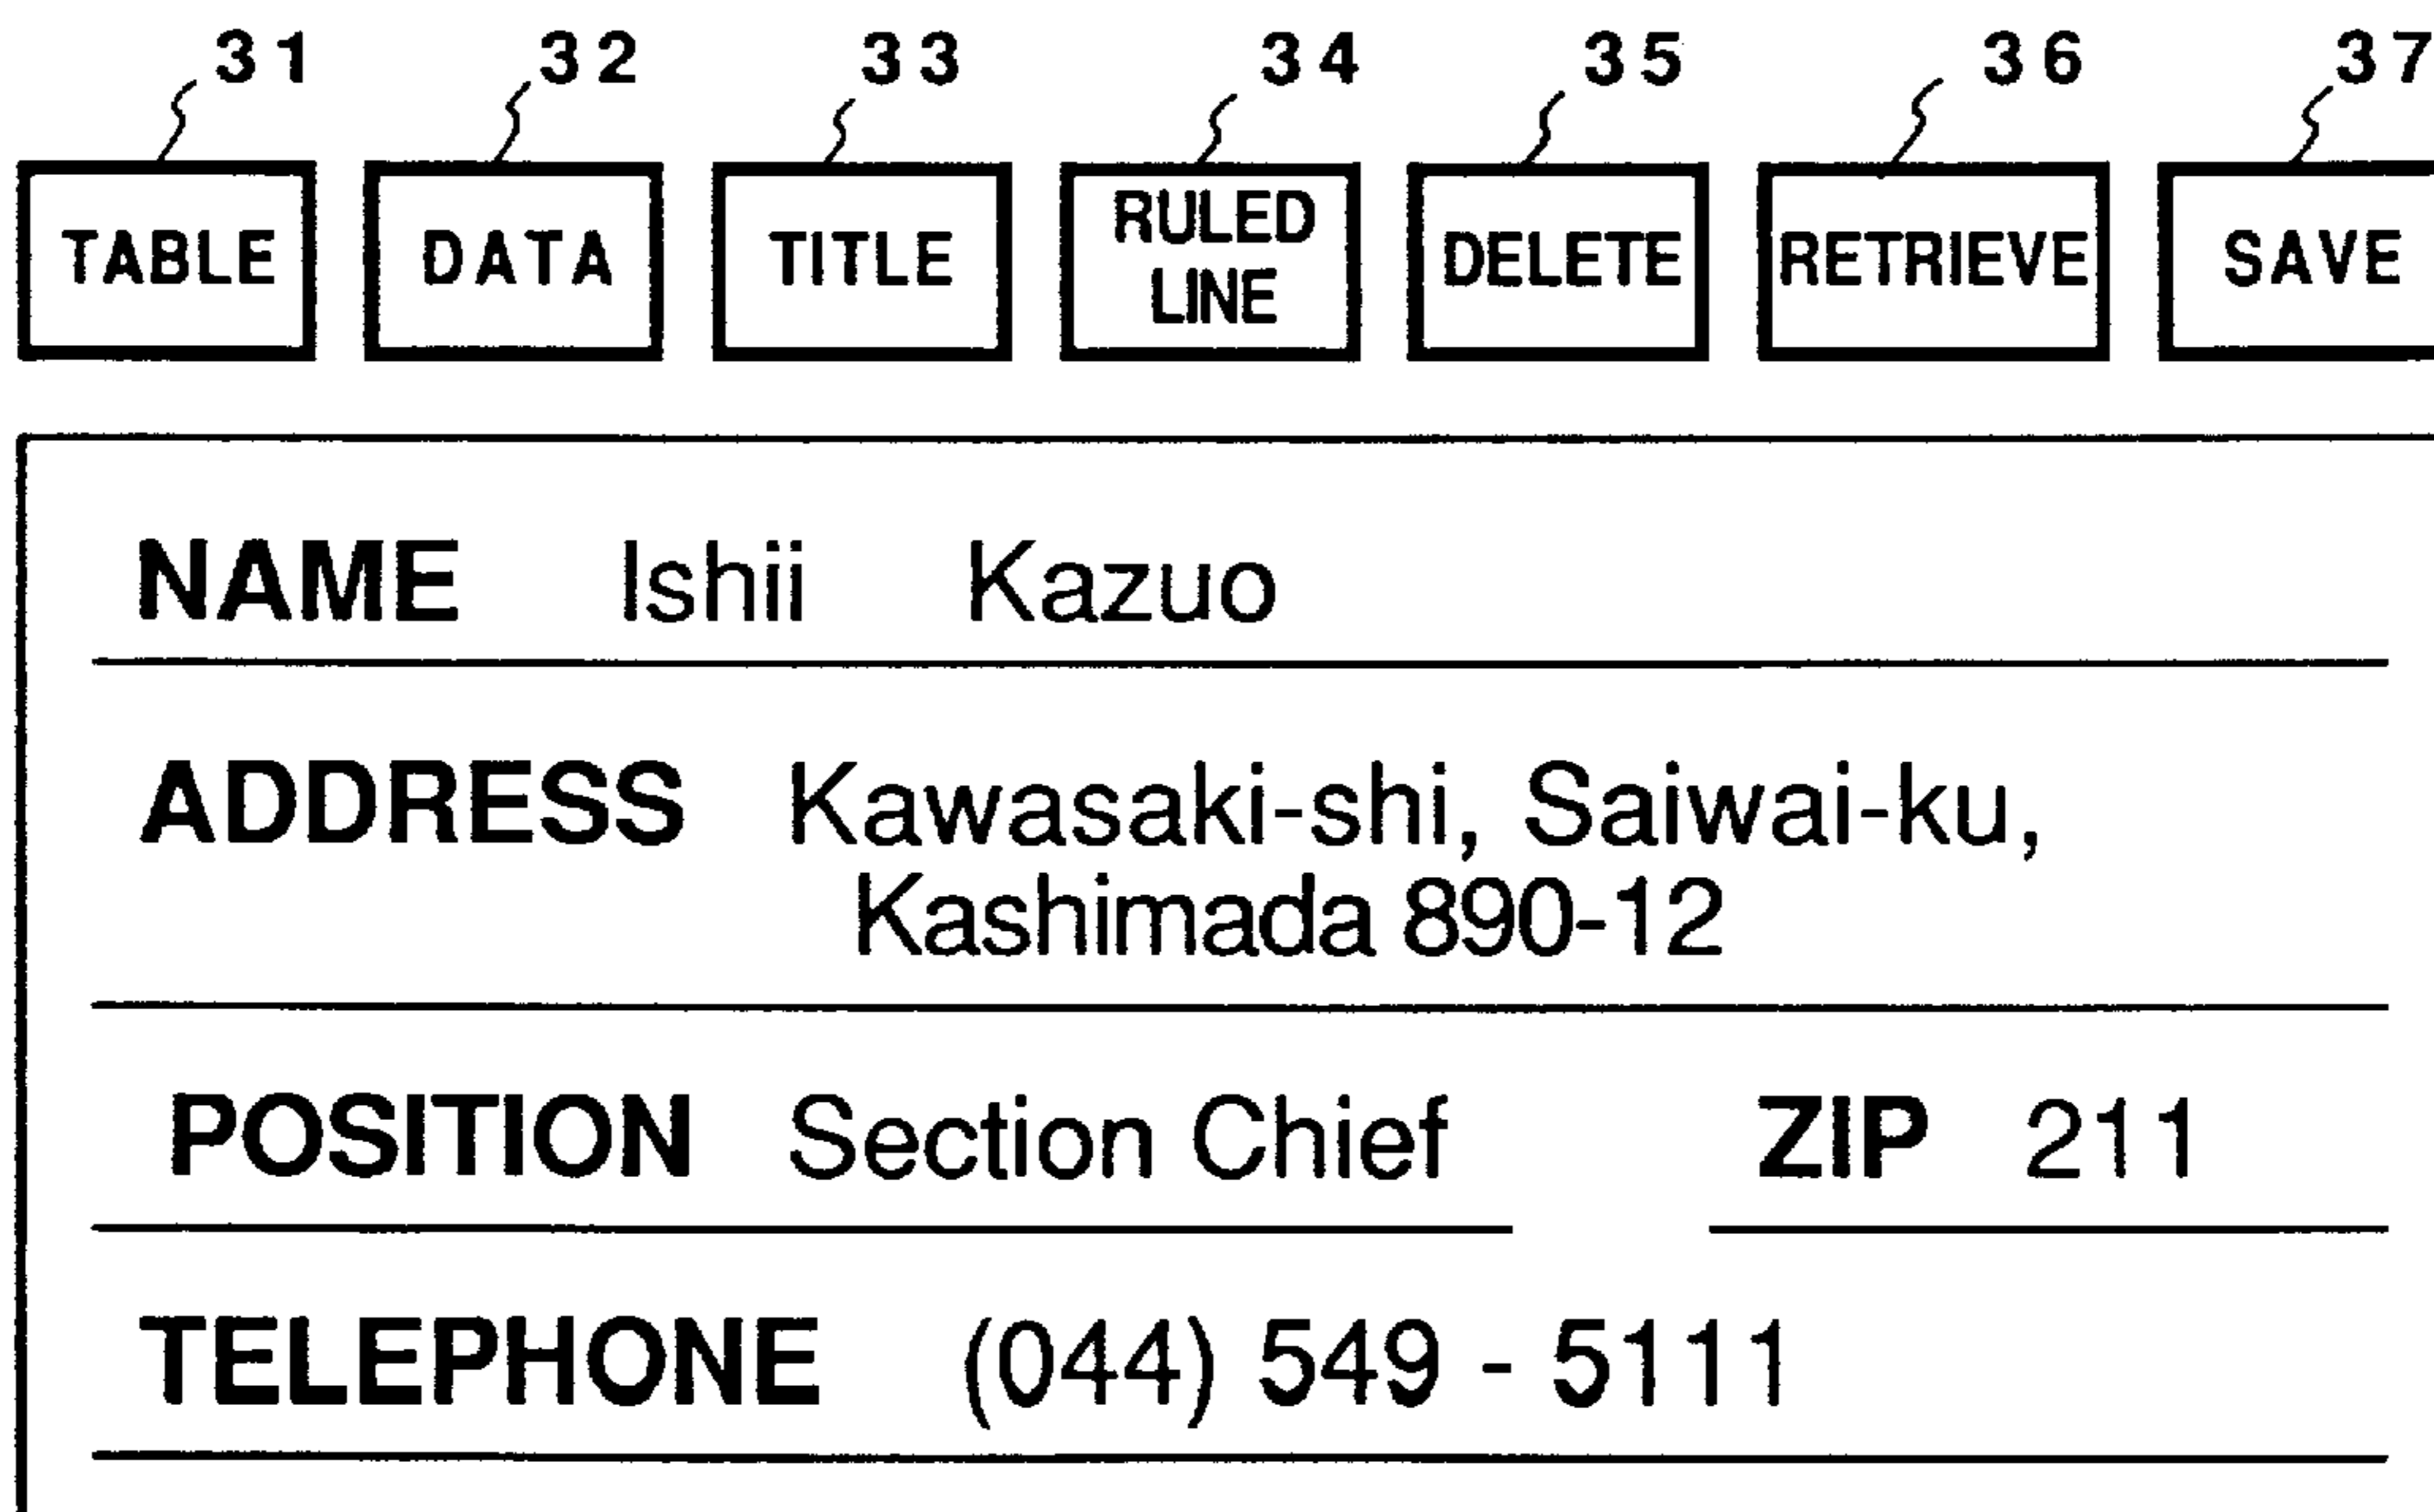 31 32 33 34 35 36 37
TABLE DATA TITLE RULED LINE DELETE RETRIEVE SAVE
NAME Ishii Kazuo
ADDRESS Kawasaki-shi, Saiwai-ku,
Kashimada 890-12
POSITION Section Chief ZIP 211
TELEPHONE (044) 549 - 5111